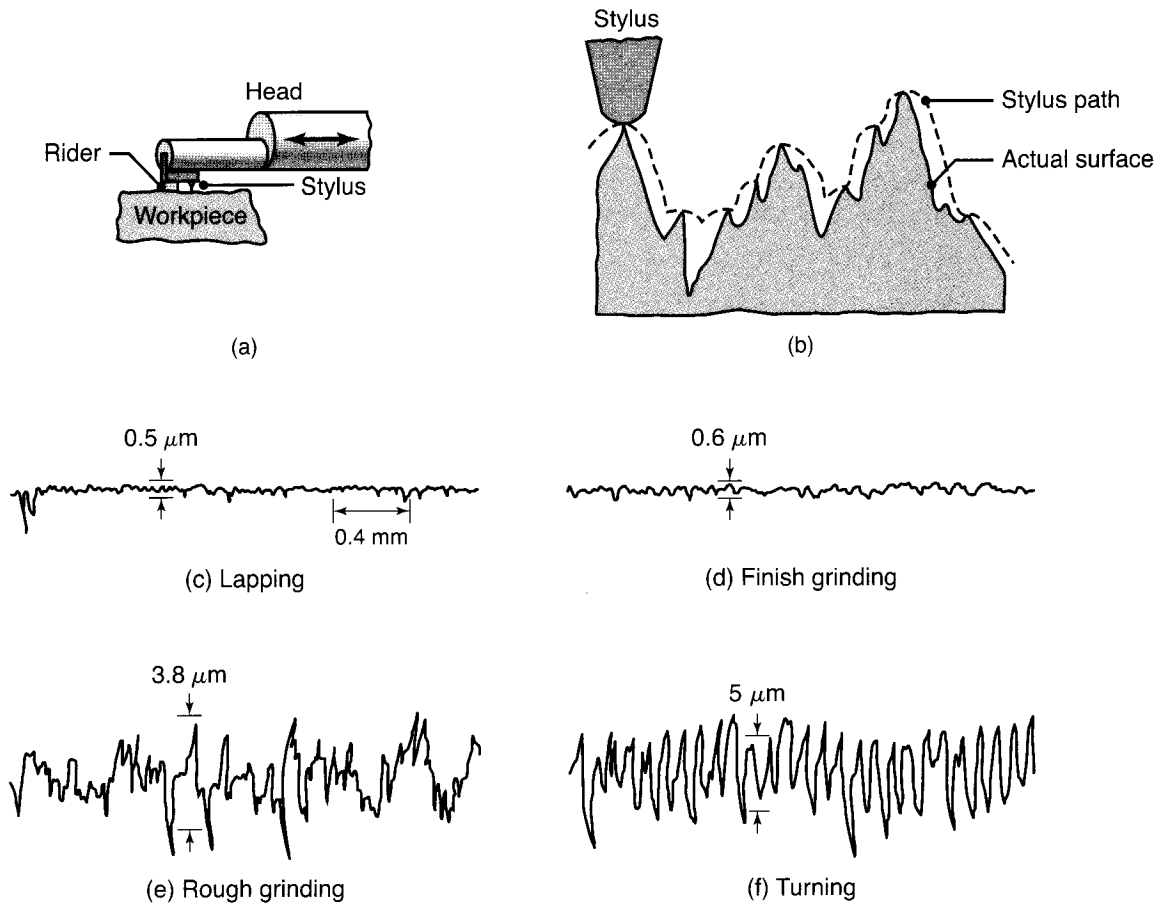 Head
Rider
Stylus
Workpiece
(a)
Stylus
Stylus path
Actual surface
(b)
0.5 μm
0.4 mm
(c) Lapping
0.6 μm
(d) Finish grinding
3.8 μm
(e) Rough grinding
5 μm
(f) Turning